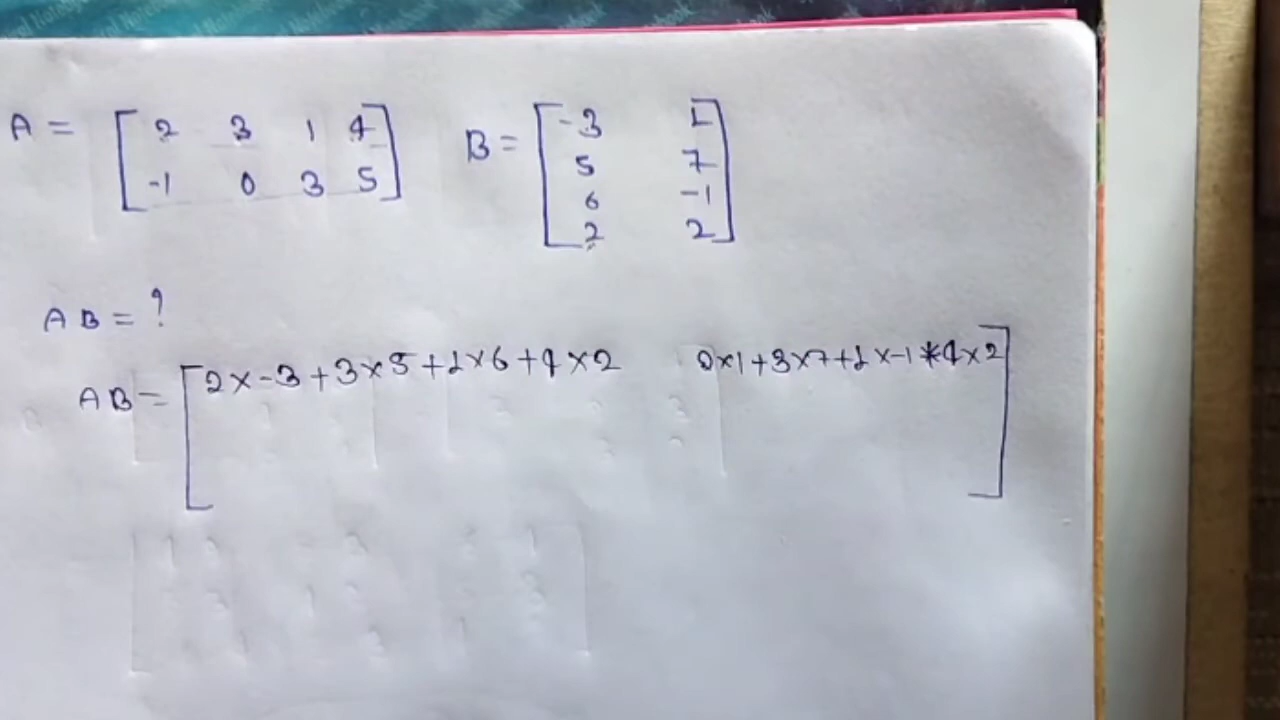 Notebook
A = [ 2 3 1 4
-1 0 3 5 ]
B = [ -3 1
5 7
6 -1
2 2 ]
AB = ?
AB = [ 2×-3+3×5+1×6+4×2 2×1+3×7+1×-1+4×2 ]